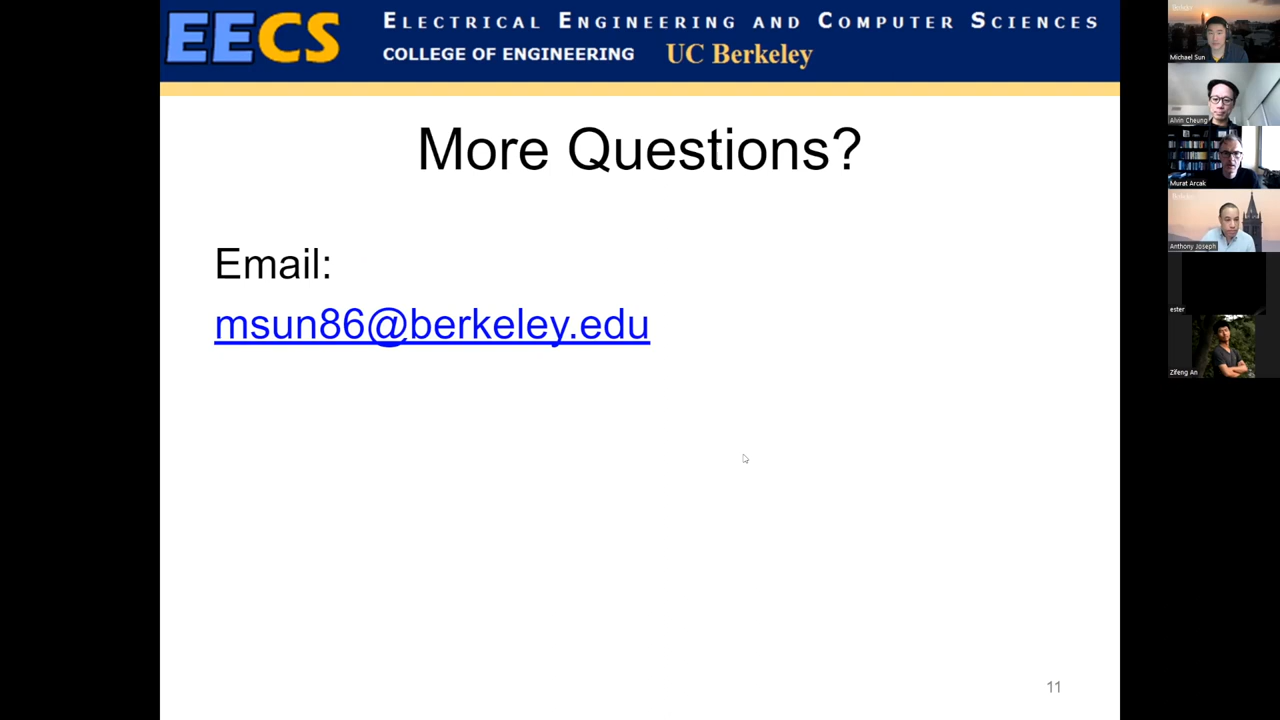 EECS
ELECTRICAL ENGINEERING AND COMPUTER SCIENCES
COLLEGE OF ENGINEERING UC Berkeley
More Questions?
Email:
msun86@berkeley.edu
11
Michael Sun
Alvin Cheung
Murat Arcak
Anthony Joseph
ester
Zifeng An